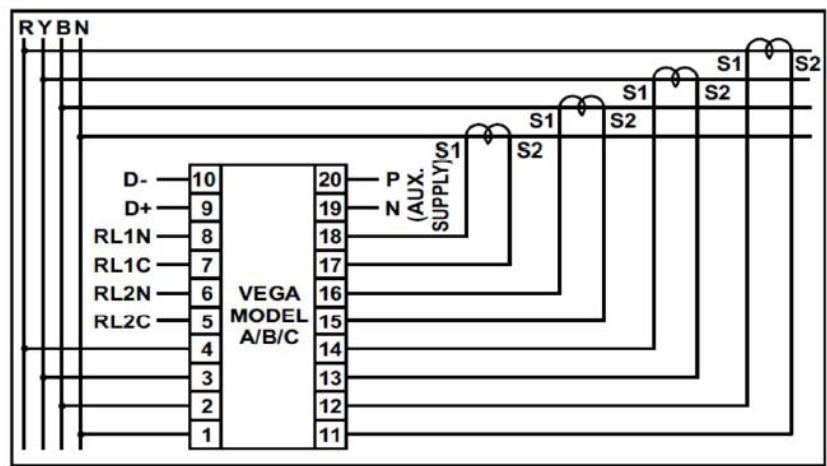 R Y B N
S1 S2
S1 S2
S1 S2
S1 S2
D- 10 20 P
D+ 9 19 N
(AUX. SUPPLY)
RL1N 8 18
RL1C 7 17
RL2N 6 VEGA 16
RL2C 5 MODEL 15
4 A/B/C 14
3 13
2 12
1 11